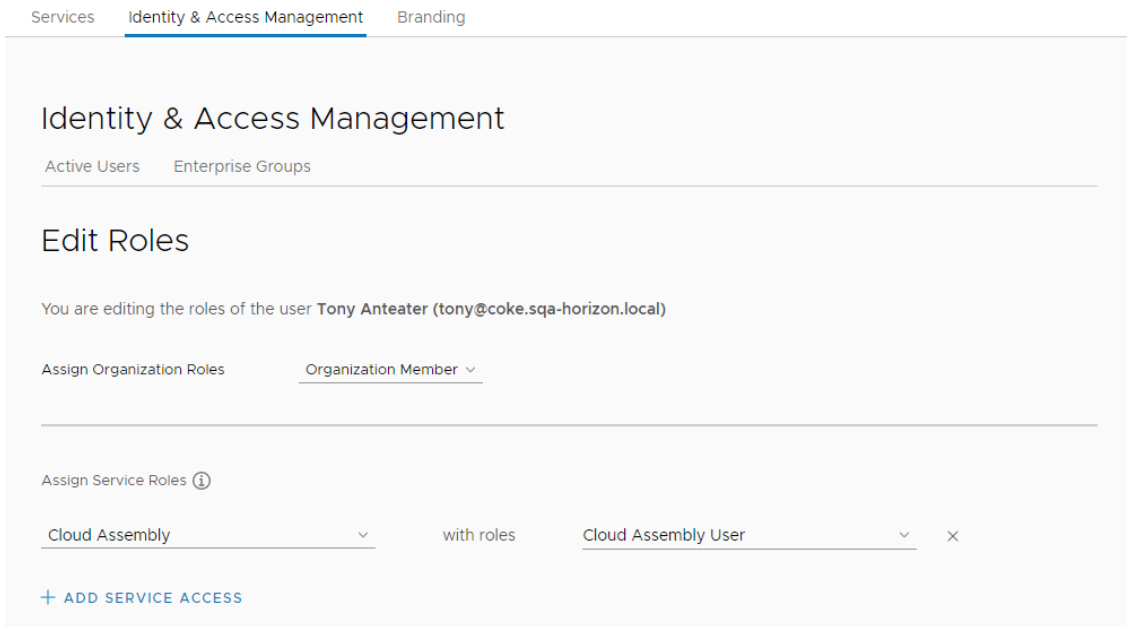 Services Identity & Access Management Branding
Identity & Access Management
Active Users Enterprise Groups
Edit Roles
You are editing the roles of the user Tony Anteater (tony@coke.sqa-horizon.local)
Assign Organization Roles Organization Member
Assign Service Roles
Cloud Assembly with roles Cloud Assembly User
+ ADD SERVICE ACCESS